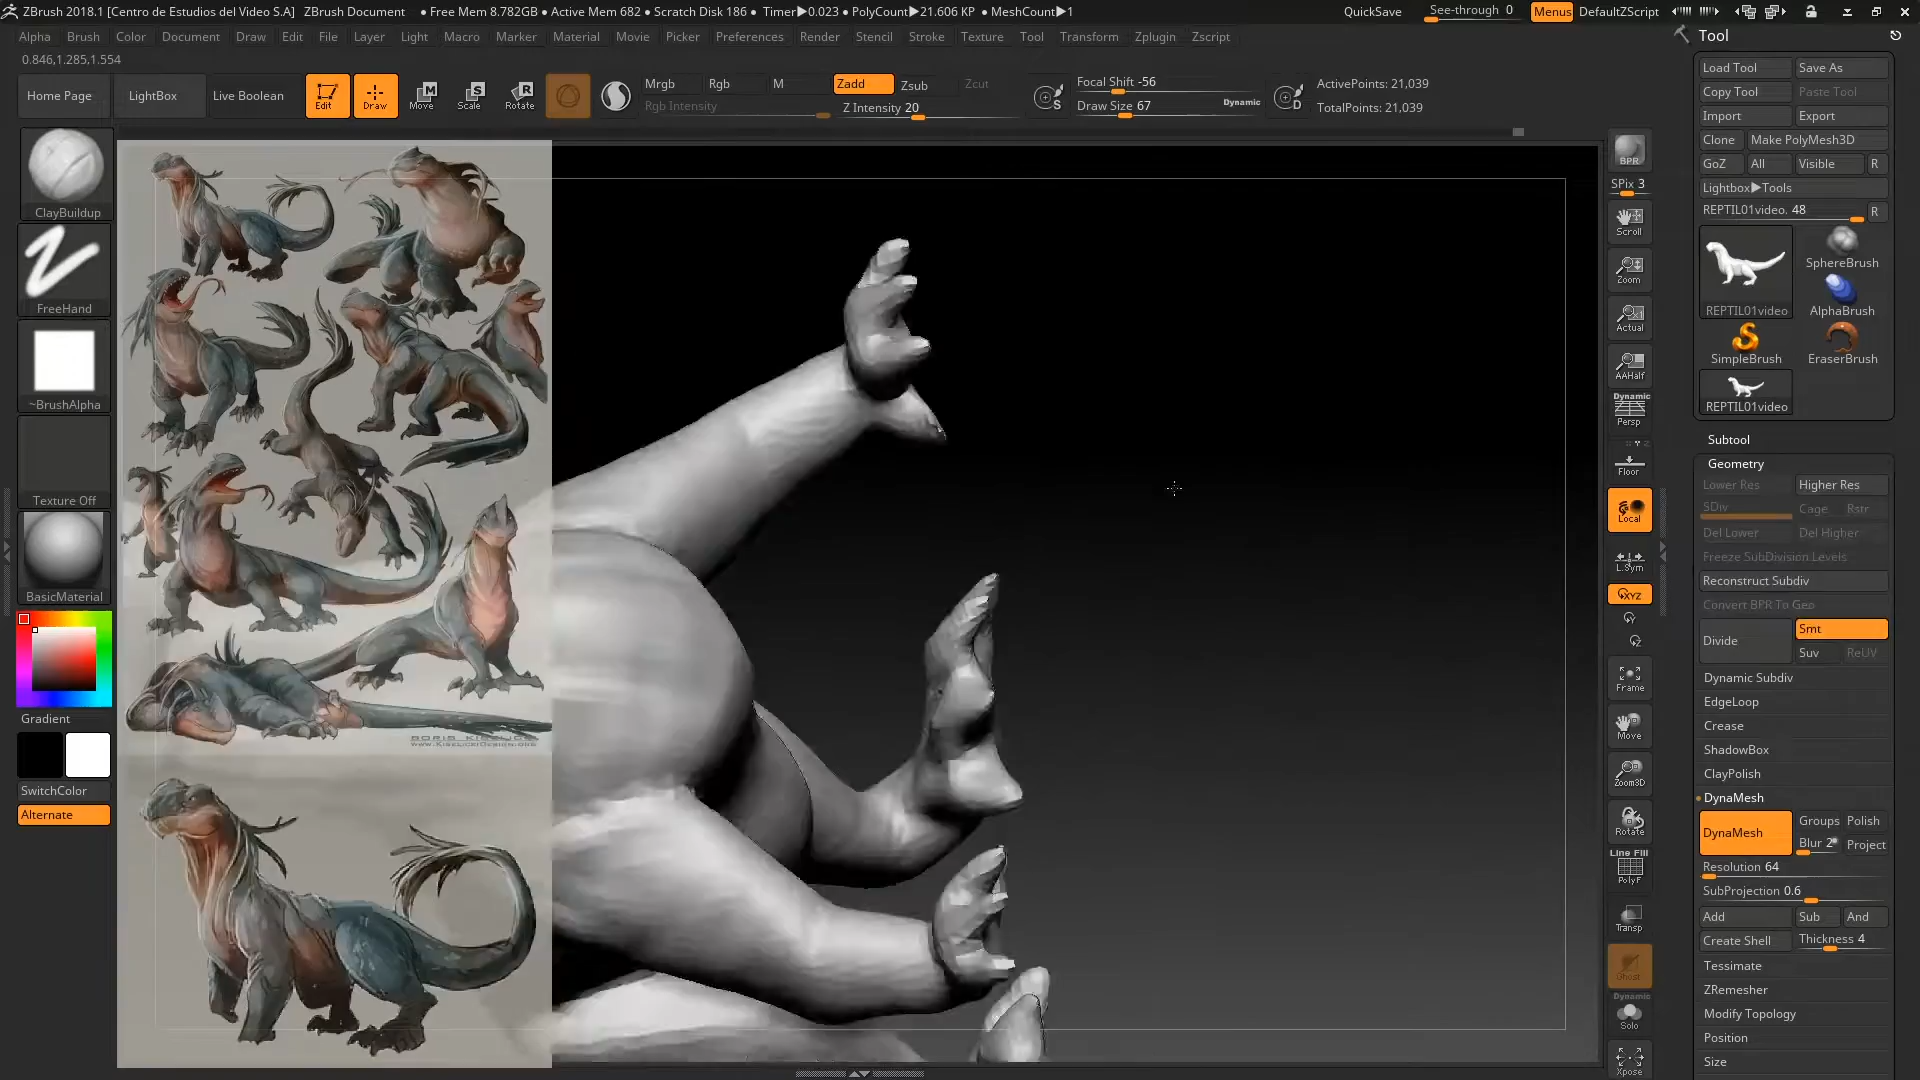 ZBrush 2018.1 [Centro de Estudios del Video S.A] ZBrush Document • Free Mem 8.782GB • Active Mem 682 • Scratch Disk 186 • Timer▶0.023 • PolyCount▶21.606 KP • MeshCount▶1 QuickSave See-through 0 Menus DefaultZScript
Alpha Brush Color Document Draw Edit File Layer Light Macro Marker Material Movie Picker Preferences Render Stencil Stroke Texture Tool Transform Zplugin Zscript
0.846,1.285,1.554
Home Page LightBox Live Boolean Edit Draw Move Scale Rotate
Mrgb Rgb M Zadd Zsub Zcut
Rgb Intensity Z Intensity 20
S Focal Shift -56
Draw Size 67 Dynamic
D ActivePoints: 21,039
TotalPoints: 21,039
ClayBuildup
FreeHand
~BrushAlpha
Texture Off
BasicMaterial
Gradient
SwitchColor
Alternate
www.KiselickiDesign.org
BPR
SPix 3
Scroll
Zoom
Actual
AAHalf
Dynamic
Persp
Floor
Local
L.Sym
XYZ
Frame
Move
Zoom3D
Rotate
Line Fill
PolyF
Transp
Ghost
Dynamic
Solo
Xpose
Tool
Load Tool Save As
Copy Tool Paste Tool
Import Export
Clone Make PolyMesh3D
GoZ All Visible R
Lightbox▶Tools
REPTIL01video. 48 R
REPTIL01video SphereBrush
AlphaBrush
SimpleBrush EraserBrush
REPTIL01video
Subtool
Geometry
Lower Res Higher Res
SDiv Cage Rstr
Del Lower Del Higher
Freeze SubDivision Levels
Reconstruct Subdiv
Convert BPR To Geo
Divide Smt
Suv ReUV
Dynamic Subdiv
EdgeLoop
Crease
ShadowBox
ClayPolish
DynaMesh
DynaMesh Groups Polish
Blur 2 Project
Resolution 64
SubProjection 0.6
Add Sub And
Create Shell Thickness 4
Tessimate
ZRemesher
Modify Topology
Position
Size